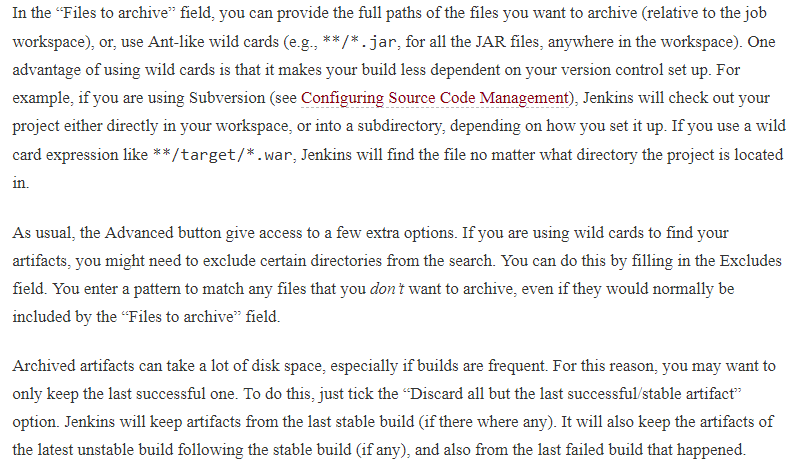 In the “Files to archive” field, you can provide the full paths of the files you want to archive (relative to the job
workspace), or, use Ant-like wild cards (e.g., **/*.jar, for all the JAR files, anywhere in the workspace). One
advantage of using wild cards is that it makes your build less dependent on your version control set up. For
example, if you are using Subversion (see Configuring Source Code Management), Jenkins will check out your
project either directly in your workspace, or into a subdirectory, depending on how you set it up. If you use a wild
card expression like **/target/*.war, Jenkins will find the file no matter what directory the project is located
in.
As usual, the Advanced button give access to a few extra options. If you are using wild cards to find your
artifacts, you might need to exclude certain directories from the search. You can do this by filling in the Excludes
field. You enter a pattern to match any files that you don’t want to archive, even if they would normally be
included by the “Files to archive” field.
Archived artifacts can take a lot of disk space, especially if builds are frequent. For this reason, you may want to
only keep the last successful one. To do this, just tick the “Discard all but the last successful/stable artifact”
option. Jenkins will keep artifacts from the last stable build (if there where any). It will also keep the artifacts of
the latest unstable build following the stable build (if any), and also from the last failed build that happened.